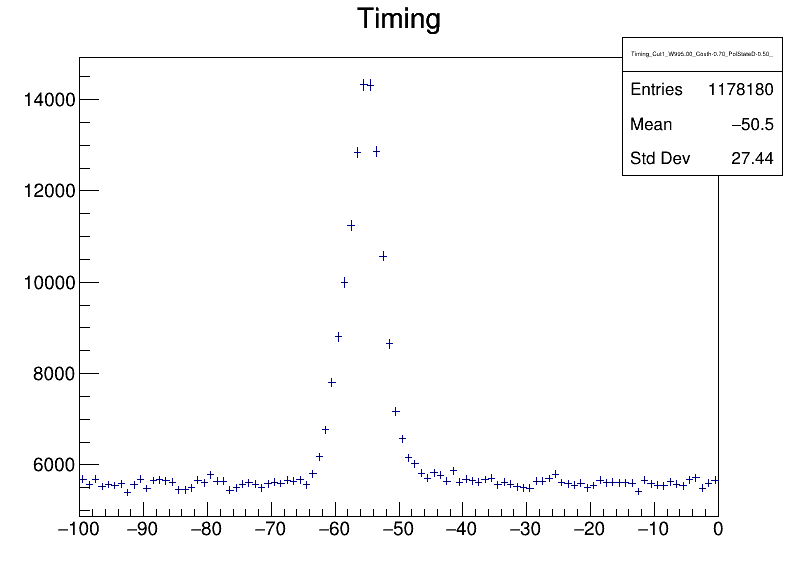 Timing
Timing_Cut1_W995.00_Costh-0.70_PolStateD-0.50_
Entries 1178180
Mean −50.5
Std Dev 27.44
14000
12000
10000
8000
6000
−100 −90 −80 −70 −60 −50 −40 −30 −20 −10 0